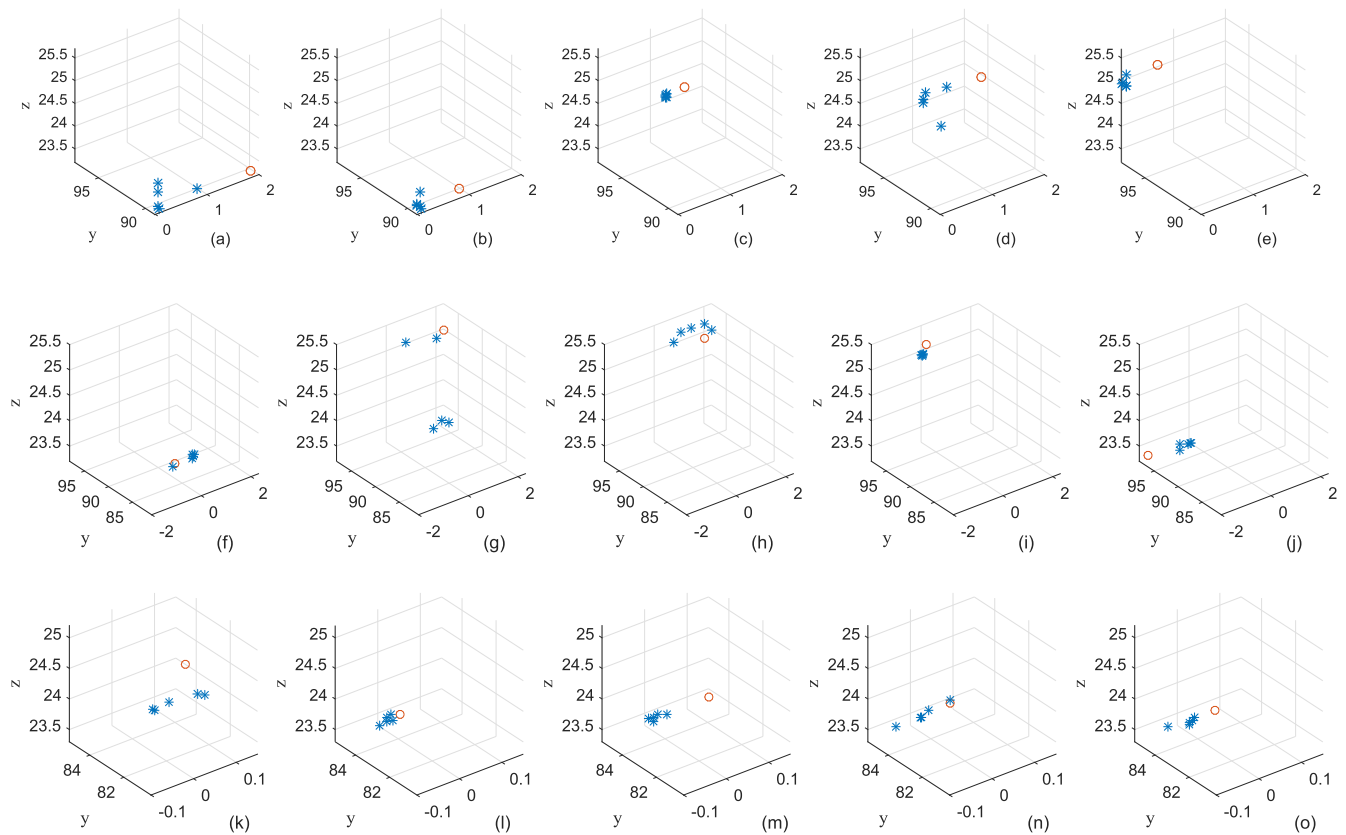 25.5 25.5 25.5 25.5 25.5
25 25 25 25 25
z z z z z
24.5 24.5 24.5 24.5 24.5
24 24 24 24 24
23.5 23.5 23.5 23.5 23.5
95 2 95 2 95 2 95 2 95 2
90 1 90 1 90 1 90 1 90 1
y 0 (a) y 0 (b) y 0 (c) y 0 (d) y 0 (e)
25.5 25.5 25.5 25.5 25.5
25 25 25 25 25
24.5 24.5 24.5 24.5 24.5
z z z z z
24 24 24 24 24
23.5 23.5 23.5 23.5 23.5
95 2 95 2 95 2 95 2 95 2
90 0 90 0 90 0 90 0 90 0
85 85 85 85 85
-2 -2 -2 -2 -2
y (f) y (g) y (h) y (i) y (j)
25 25 25 25 25
24.5 24.5 24.5 24.5 24.5
z z z z z
24 24 24 24 24
23.5 23.5 23.5 23.5 23.5
84 0.1 84 0.1 84 0.1 84 0.1 84 0.1
82 0 82 0 82 0 82 0 82 0
-0.1 -0.1 -0.1 -0.1 -0.1
y (k) y (l) y (m) y (n) y (o)